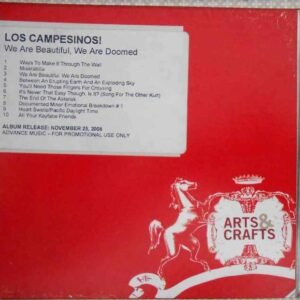 LOS CAMPESINOS!
We Are Beautiful, We Are Doomed
1 Ways To Make It Through The Wall
2 Miserabilia
3 We Are Beautiful, We Are Doomed
4 Between An Erupting Earth And An Exploding Sky
5 You'll Need Those Fingers For Crossing
6 It's Never That Easy Though, Is It? (Song For The Other Kurt)
7 The End Of The Asterisk
8 Documented Minor Emotional Breakdown # 1
9 Heart Swells/Pacific Daylight Time
10 All Your Kayfabe Friends
ALBUM RELEASE: NOVEMBER 25, 2008
ADVANCE MUSIC – FOR PROMOTIONAL USE ONLY
ARTS &
CRAFTS